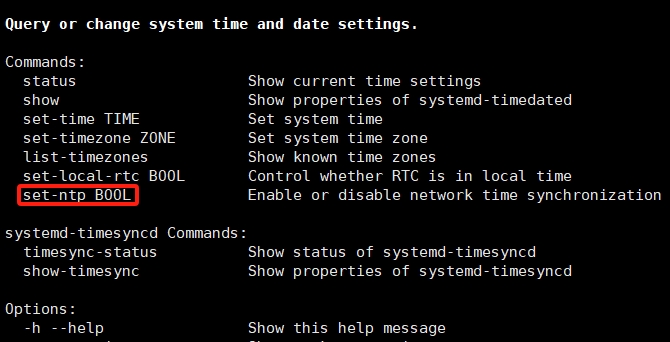 Query or change system time and date settings.
Commands:
status Show current time settings
show Show properties of systemd-timedated
set-time TIME Set system time
set-timezone ZONE Set system time zone
list-timezones Show known time zones
set-local-rtc BOOL Control whether RTC is in local time
set-ntp BOOL Enable or disable network time synchronization
systemd-timesyncd Commands:
timesync-status Show status of systemd-timesyncd
show-timesync Show properties of systemd-timesyncd
Options:
-h --help Show this help message